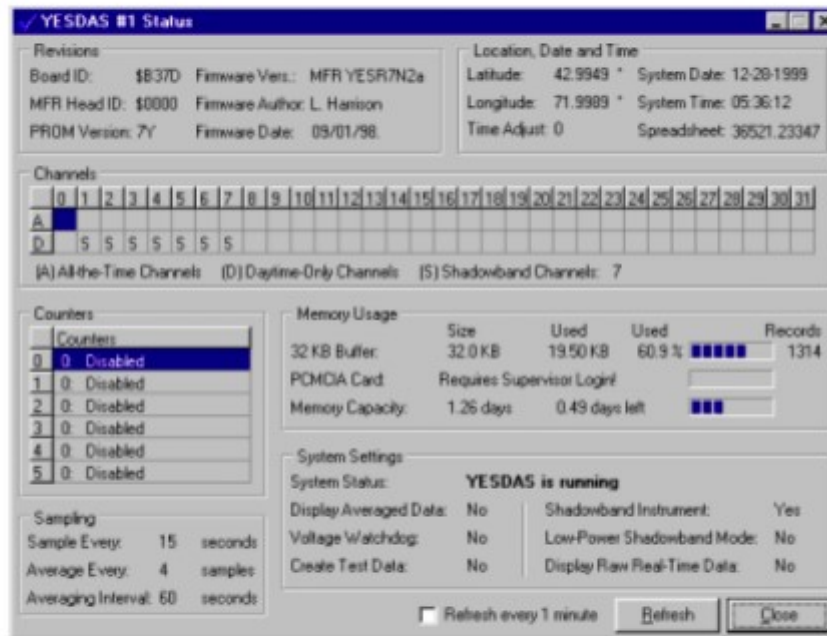 YESDAS #1 Status
Revisions
Board ID: $B37D Firmware Vers.: MFR YESR7N2a
MFR Head ID: $0000 Firmware Author: L. Harrison
PROM Version: 7Y Firmware Date: 09/01/98.
Location, Date and Time
Latitude: 42.9949 ° System Date: 12-28-1999
Longitude: 71.9989 ° System Time: 05:36:12
Time Adjust: 0 Spreadsheet: 36521.23347
Channels
0 1 2 3 4 5 6 7 8 9 10 11 12 13 14 15 16 17 18 19 20 21 22 23 24 25 26 27 28 29 30 31
A
D S S S S S S S
(A) All-the-Time Channels (D) Daytime-Only Channels (S) Shadowband Channels: 7
Counters
Counters
0 0: Disabled
1 0: Disabled
2 0: Disabled
3 0: Disabled
4 0: Disabled
5 0: Disabled
Memory Usage
Size Used Used Records
32 KB Buffer: 32.0 KB 19.50 KB 60.9 % 1314
PCMCIA Card: Requires Supervisor Login!
Memory Capacity: 1.26 days 0.49 days left
System Settings
System Status: YESDAS is running
Display Averaged Data: No Shadowband Instrument: Yes
Voltage Watchdog: No Low-Power Shadowband Mode: No
Create Test Data: No Display Raw Real-Time Data: No
Sampling
Sample Every: 15 seconds
Average Every: 4 samples
Averaging Interval: 60 seconds
Refresh every 1 minute Refresh Close